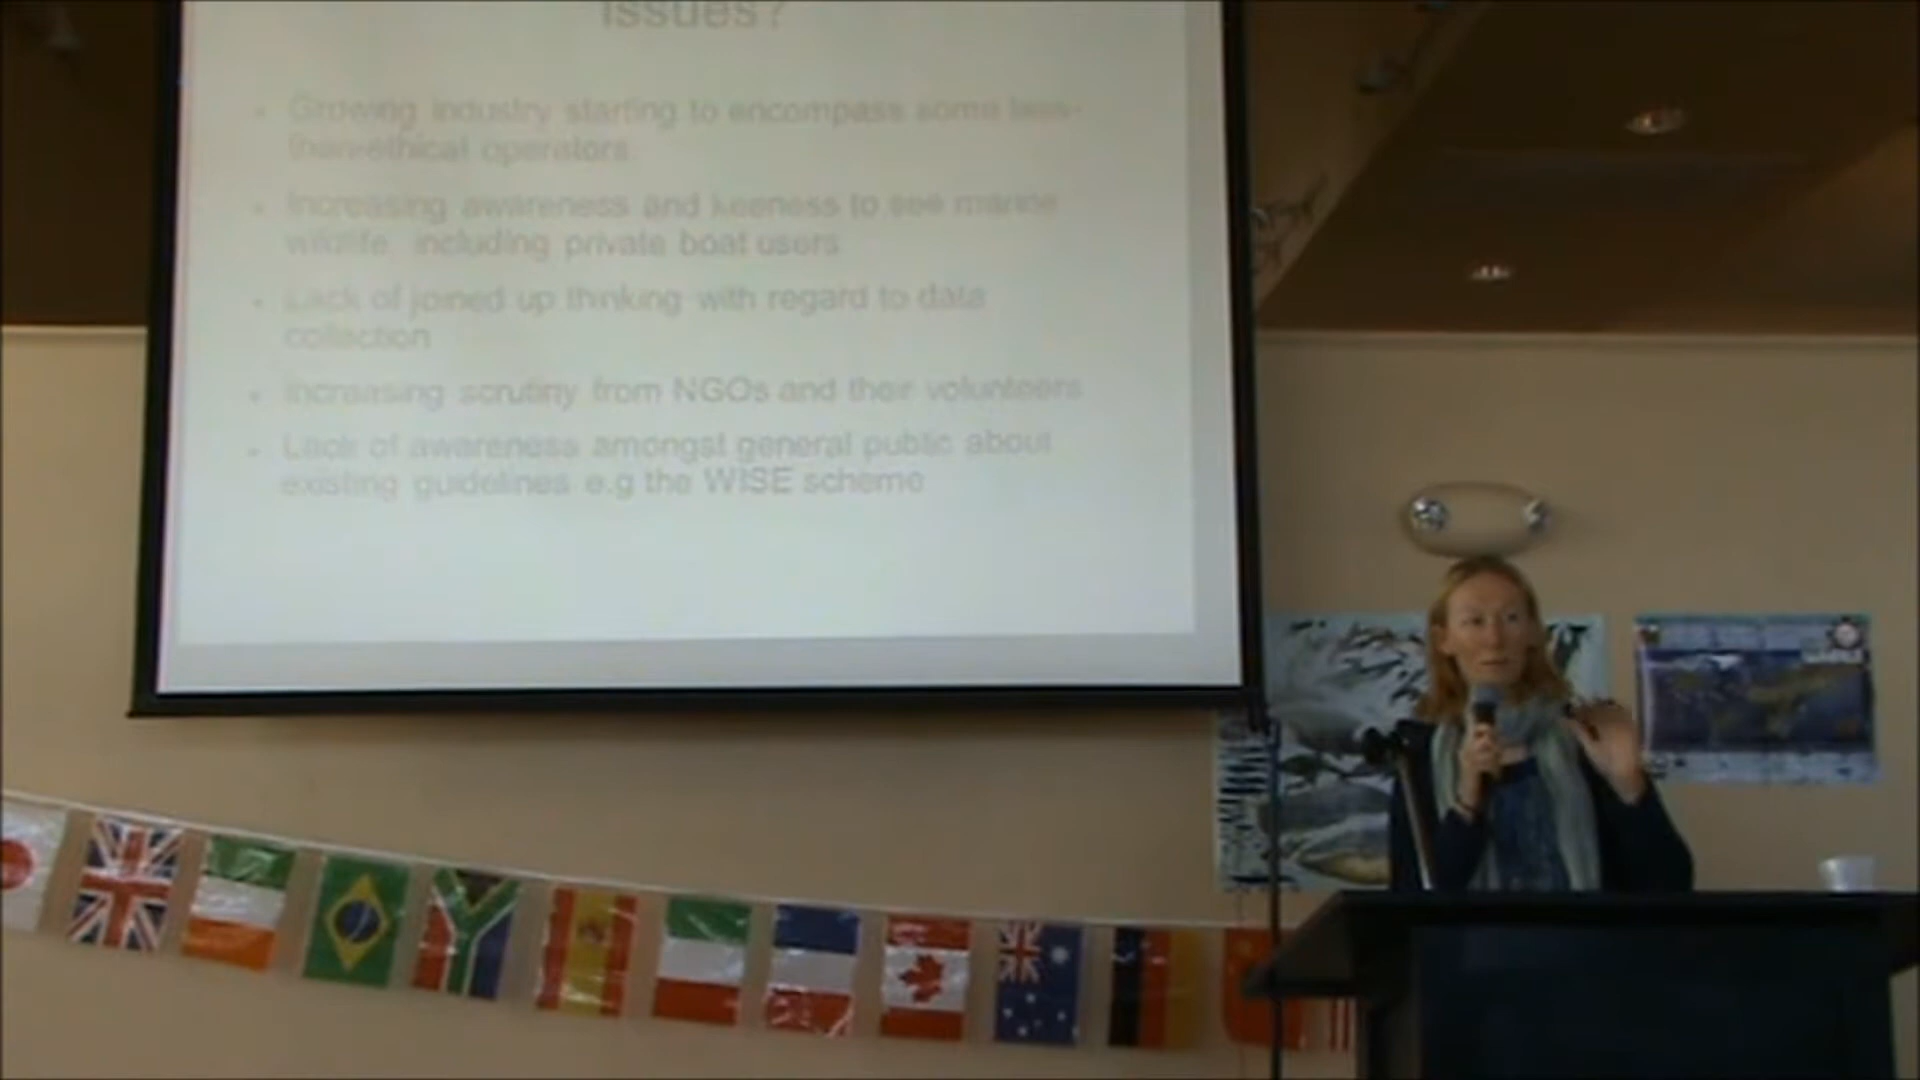 Issues?
Growing industry starting to encompass some less-
than-ethical operators
Increasing awareness and keeness to see marine
wildlife, including private boat users
Lack of joined up thinking with regard to data
collection
Increasing scrutiny from NGOs and their volunteers
Lack of awareness amongst general public about
existing guidelines e.g the WISE scheme